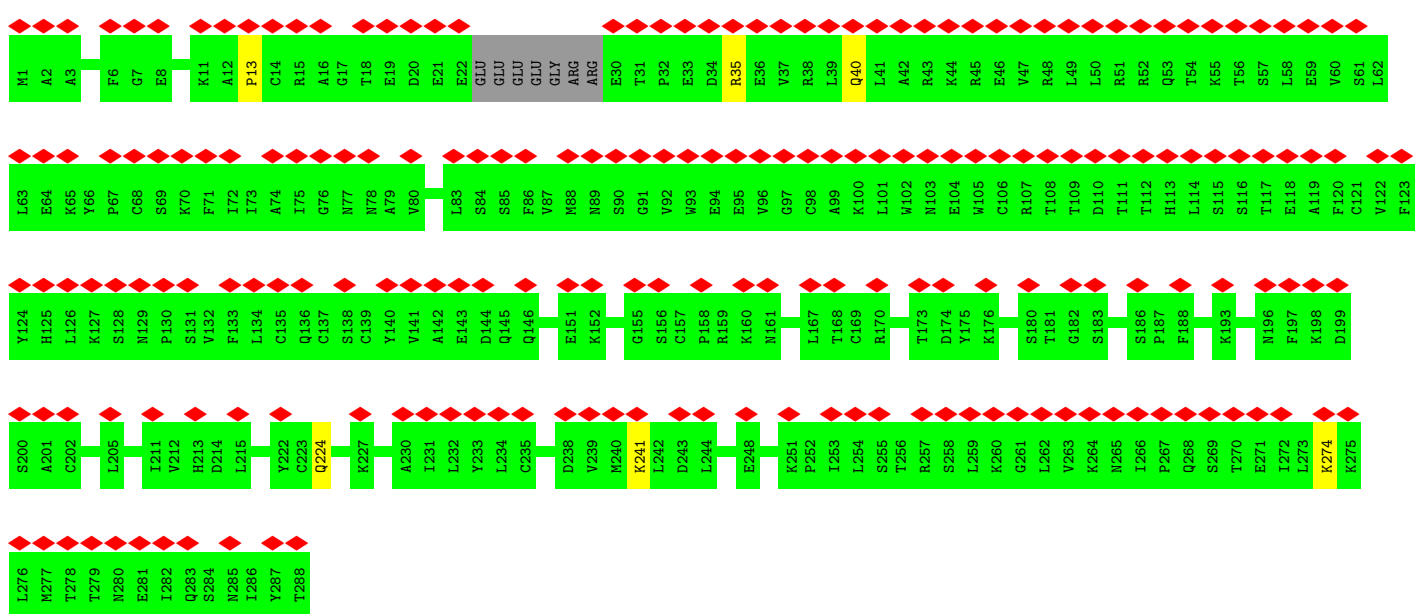 M1 A2 A3 F6 G7 E8 K11 A12 P13 C14 R15 A16 G17 T18 E19 D20 E21 E22 GLU GLU GLU GLU GLY ARG ARG E30 T31 P32 E33 D34 R35 E36 V37 R38 L39 Q40 L41 A42 R43 K44 R45 E46 V47 R48 L49 L50 R51 R52 Q53 T54 K55 T56 S57 L58 E59 V60 S61 L62
L63 E64 K65 Y66 P67 C68 S69 K70 F71 I72 I73 A74 I75 G76 N77 N78 A79 V80 L83 S84 S85 F86 V87 M88 N89 S90 G91 V92 W93 E94 E95 V96 G97 C98 A99 K100 L101 W102 N103 E104 W105 C106 R107 T108 T109 D110 T111 T112 H113 L114 S115 S116 T117 E118 A119 F120 C121 V122 F123
Y124 H125 L126 K127 S128 N129 P130 S131 V132 F133 L134 C135 Q136 C137 S138 C139 Y140 V141 A142 E143 D144 Q145 Q146 E151 K152 G155 S156 C157 P158 R159 K160 N161 L167 T168 C169 R170 T173 D174 Y175 K176 S180 T181 G182 S183 S186 P187 F188 K193 N196 F197 K198 D199
S200 A201 C202 L205 I211 V212 H213 D214 L215 Y222 C223 Q224 K227 A230 I231 L232 Y233 L234 C235 D238 V239 M240 K241 L242 D243 L244 E248 K251 P252 I253 L254 S255 T256 R257 S258 L259 K260 G261 L262 V263 K264 N265 I266 P267 Q268 S269 T270 E271 I272 L273 K274 K275
L276 M277 T278 T279 N280 E281 I282 Q283 S284 N285 I286 Y287 T288